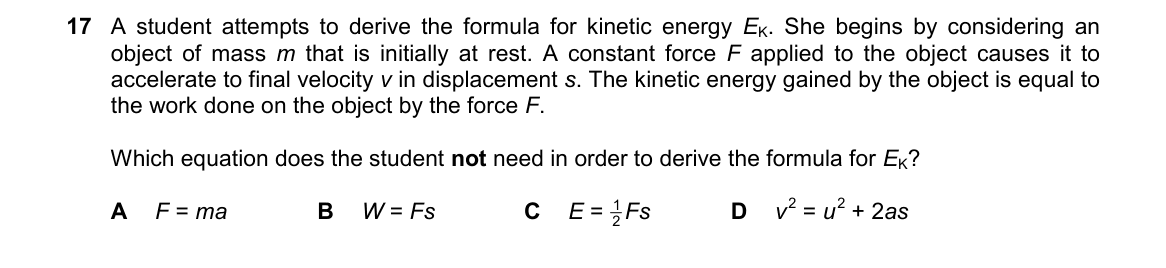 17 A student attempts to derive the formula for kinetic energy EK. She begins by considering an
object of mass m that is initially at rest. A constant force F applied to the object causes it to
accelerate to final velocity v in displacement s. The kinetic energy gained by the object is equal to
the work done on the object by the force F.
Which equation does the student not need in order to derive the formula for EK?
A F = ma B W = Fs C E = ½Fs D v² = u² + 2as